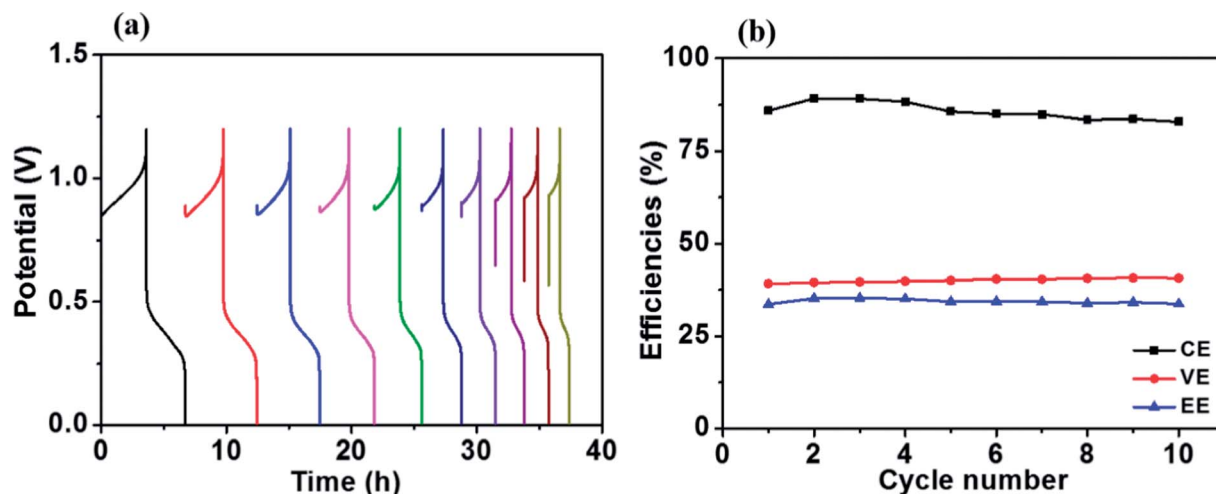 (a)
Potential (V)
1.5
1.0
0.5
0.0
0 10 20 30 40
Time (h)
(b)
Efficiencies (%)
100
75
50
25
0
CE
VE
EE
0 2 4 6 8 10
Cycle number